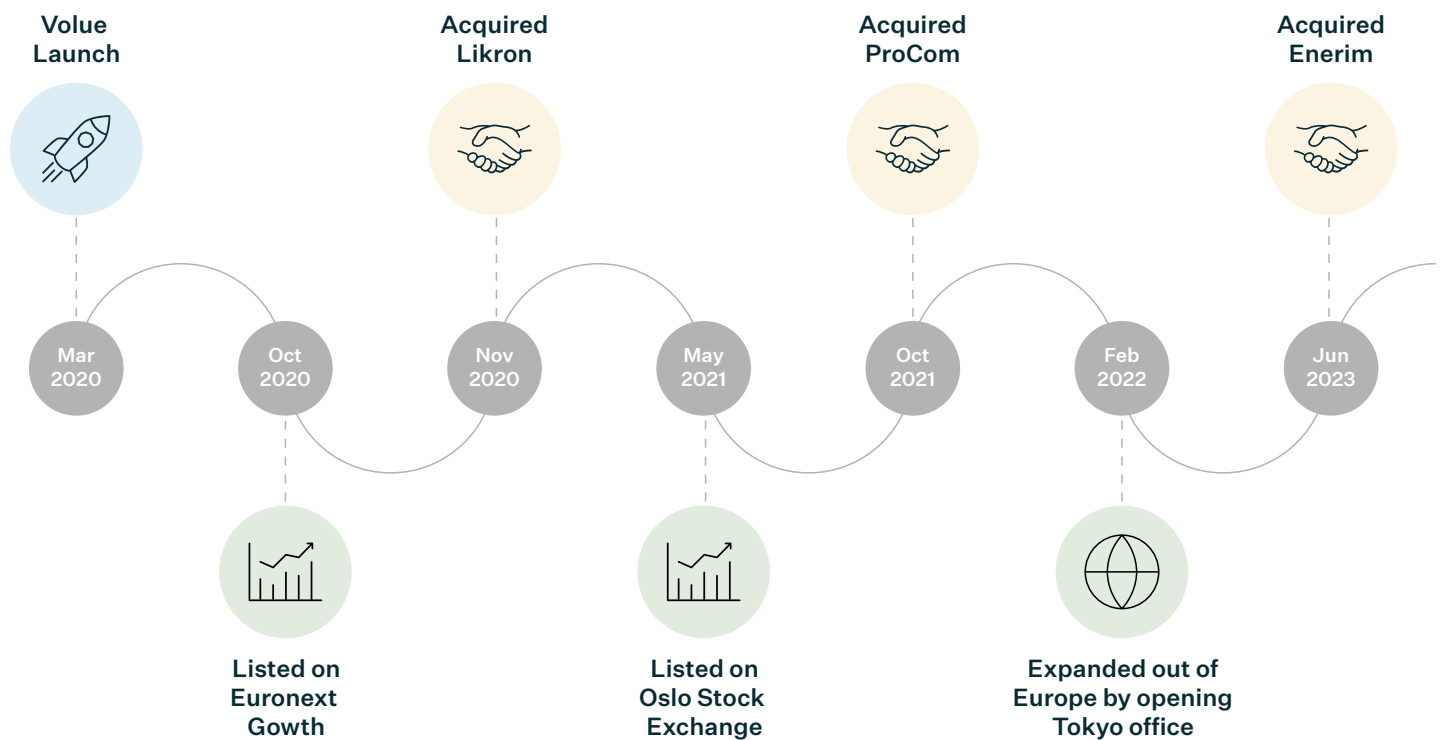 Volue
Launch
Acquired
Likron
Acquired
ProCom
Acquired
Enerim
Mar
2020
Oct
2020
Nov
2020
May
2021
Oct
2021
Feb
2022
Jun
2023
Listed on
Euronext
Gowth
Listed on
Oslo Stock
Exchange
Expanded out of
Europe by opening
Tokyo office